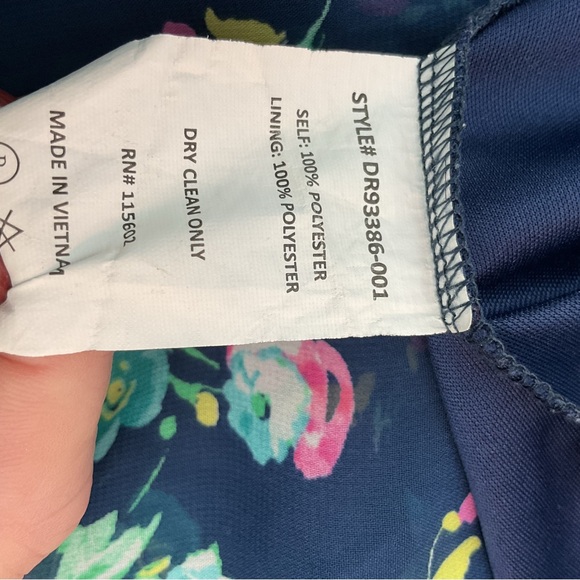 STYLE# DR93386-001
SELF: 100% POLYESTER
LINING: 100% POLYESTER
DRY CLEAN ONLY
RN# 115602
MADE IN VIETNAM
P